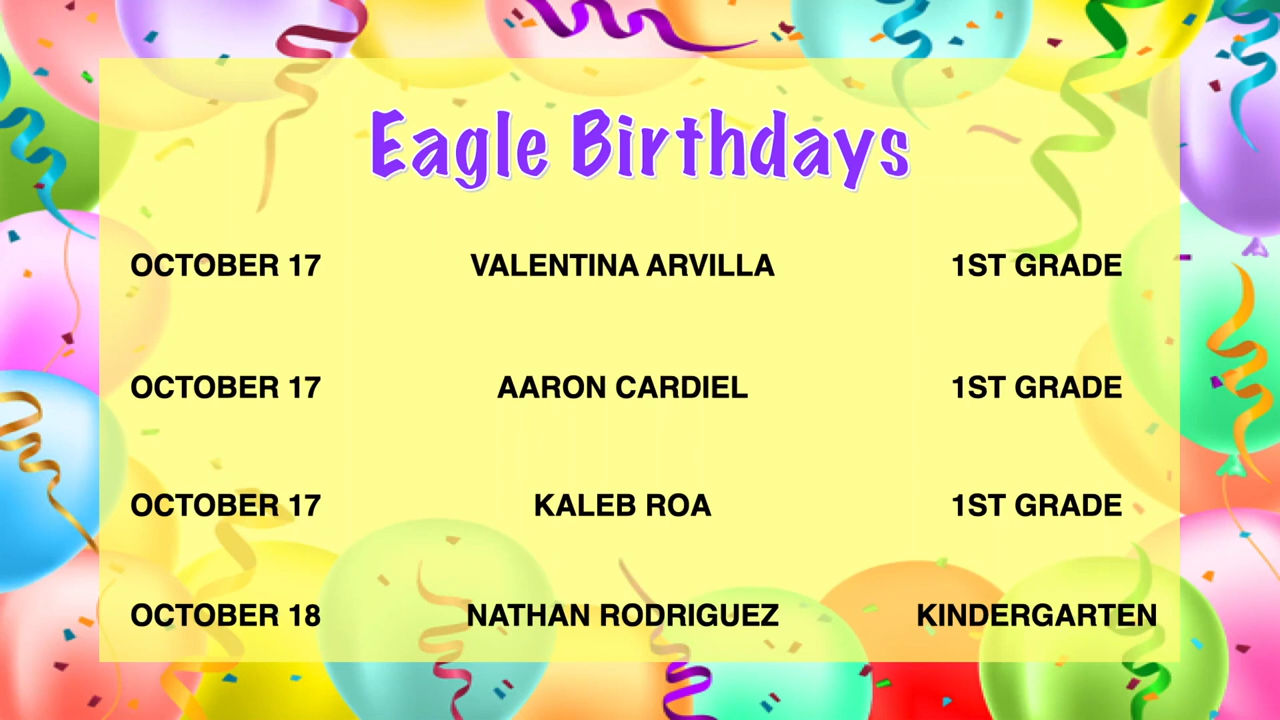 Eagle Birthdays
OCTOBER 17 VALENTINA ARVILLA 1ST GRADE
OCTOBER 17 AARON CARDIEL 1ST GRADE
OCTOBER 17 KALEB ROA 1ST GRADE
OCTOBER 18 NATHAN RODRIGUEZ KINDERGARTEN